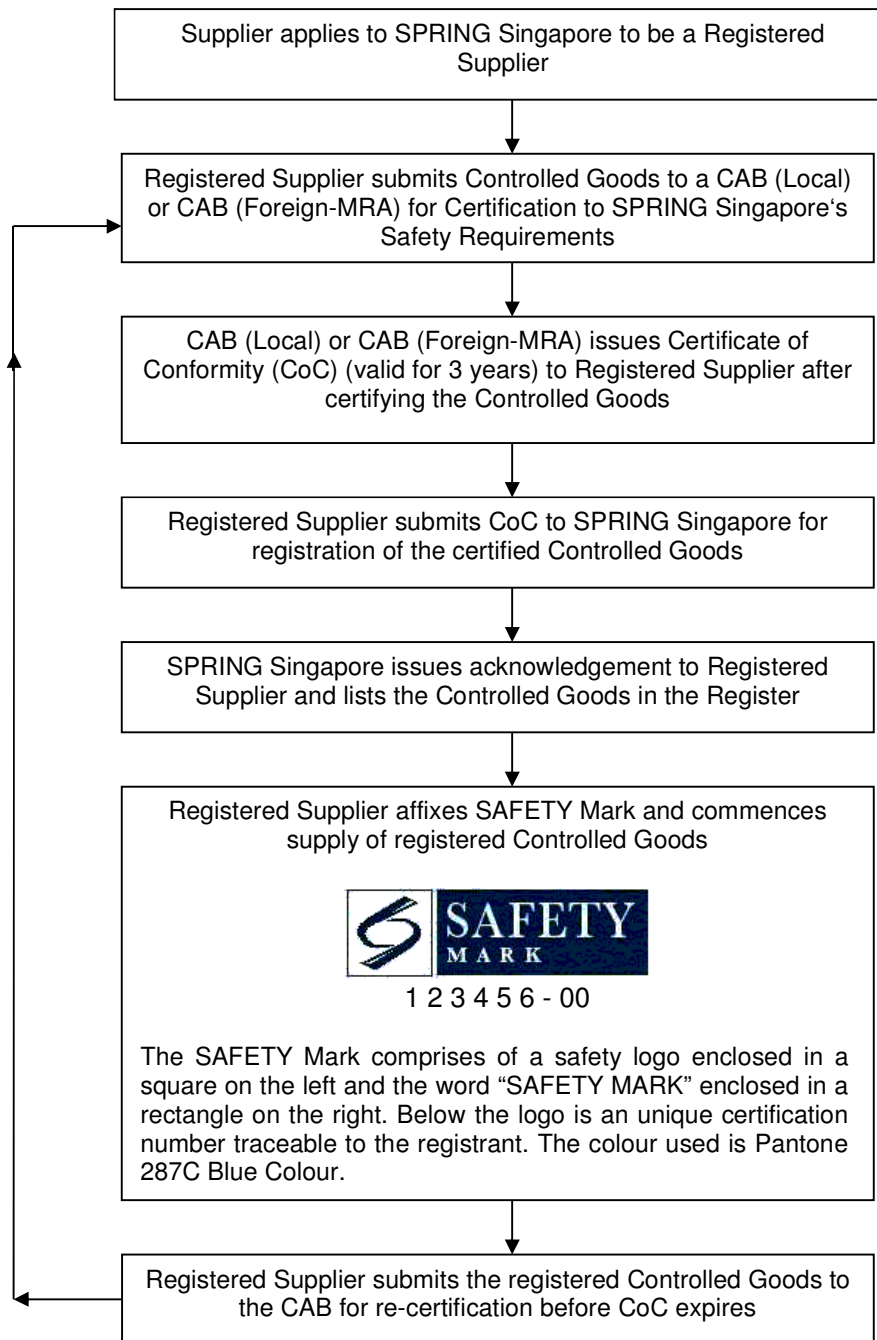 Supplier applies to SPRING Singapore to be a Registered
Supplier
Registered Supplier submits Controlled Goods to a CAB (Local)
or CAB (Foreign-MRA) for Certification to SPRING Singapore‘s
Safety Requirements
CAB (Local) or CAB (Foreign-MRA) issues Certificate of
Conformity (CoC) (valid for 3 years) to Registered Supplier after
certifying the Controlled Goods
Registered Supplier submits CoC to SPRING Singapore for
registration of the certified Controlled Goods
SPRING Singapore issues acknowledgement to Registered
Supplier and lists the Controlled Goods in the Register
Registered Supplier affixes SAFETY Mark and commences
supply of registered Controlled Goods
SAFETY
MARK
1 2 3 4 5 6 - 00
The SAFETY Mark comprises of a safety logo enclosed in a
square on the left and the word “SAFETY MARK” enclosed in a
rectangle on the right. Below the logo is an unique certification
number traceable to the registrant. The colour used is Pantone
287C Blue Colour.
Registered Supplier submits the registered Controlled Goods to
the CAB for re-certification before CoC expires